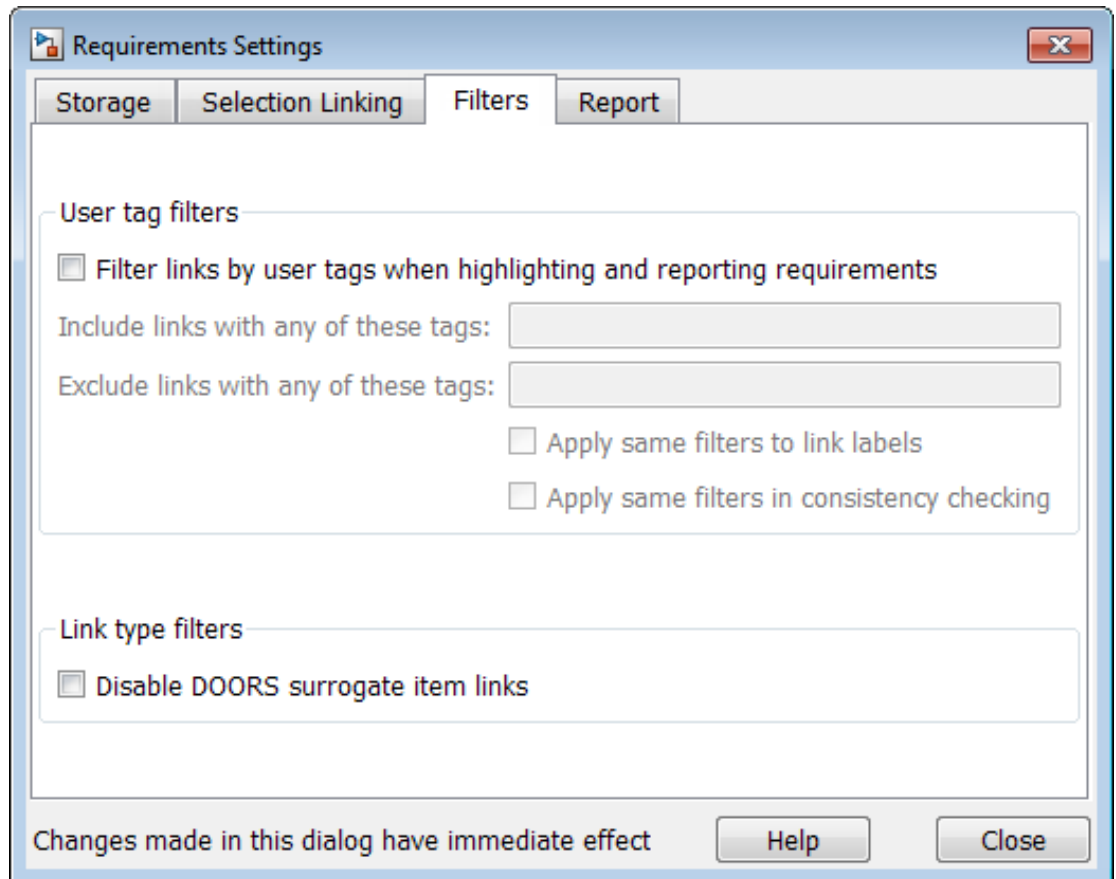 Requirements Settings
Storage
Selection Linking
Filters
Report
User tag filters
Filter links by user tags when highlighting and reporting requirements
Include links with any of these tags:
Exclude links with any of these tags:
Apply same filters to link labels
Apply same filters in consistency checking
Link type filters
Disable DOORS surrogate item links
Changes made in this dialog have immediate effect
Help
Close